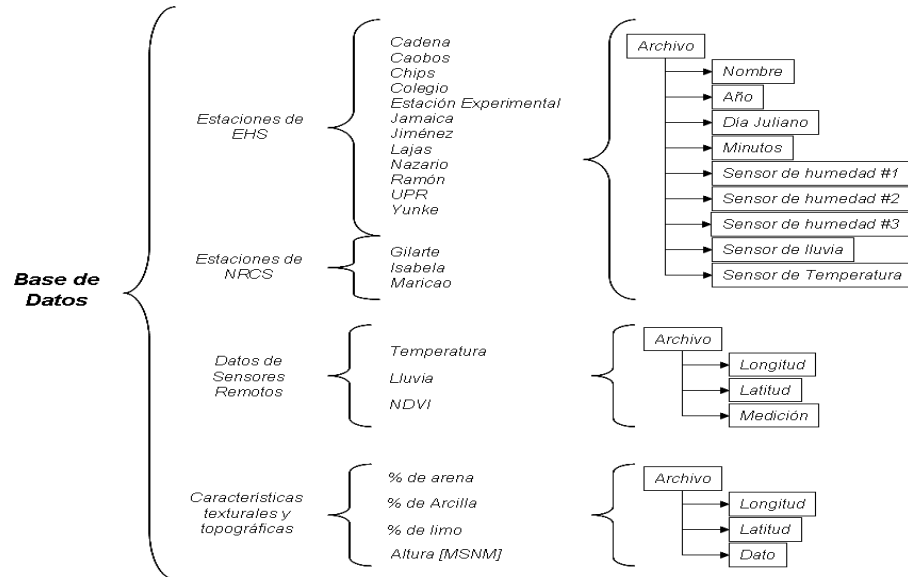 Base de
Datos
Estaciones de
EHS
Cadena
Caobos
Chips
Colegio
Estación Experimental
Jamaica
Jiménez
Lajas
Nazario
Ramón
UPR
Yunke
Estaciones de
NRCS
Gilarte
Isabela
Maricao
Archivo
Nombre
Año
Día Juliano
Minutos
Sensor de humedad #1
Sensor de humedad #2
Sensor de humedad #3
Sensor de lluvia
Sensor de Temperatura
Datos de
Sensores
Remotos
Temperatura
Lluvia
NDVI
Archivo
Longitud
Latitud
Medición
Características
texturales y
topográficas
% de arena
% de Arcilla
% de limo
Altura [MSNM]
Archivo
Longitud
Latitud
Dato